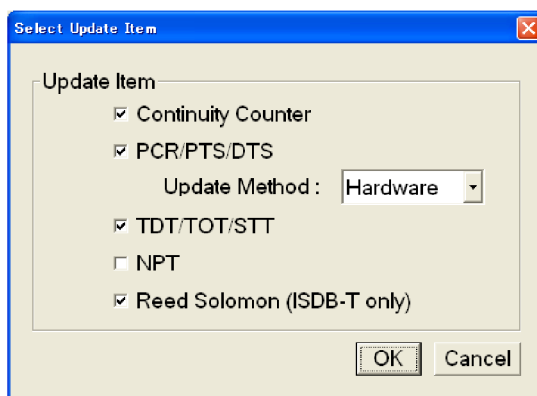 Select Update Item
Update Item
Continuity Counter
PCR/PTS/DTS
Update Method : Hardware
TDT/TOT/STT
NPT
Reed Solomon (ISDB-T only)
OK Cancel